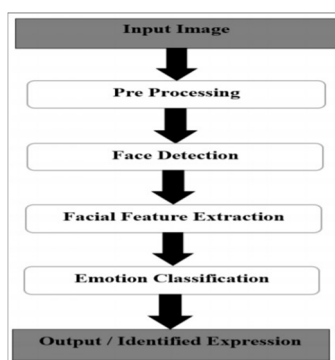 Input Image
Pre Processing
Face Detection
Facial Feature Extraction
Emotion Classification
Output / Identified Expression